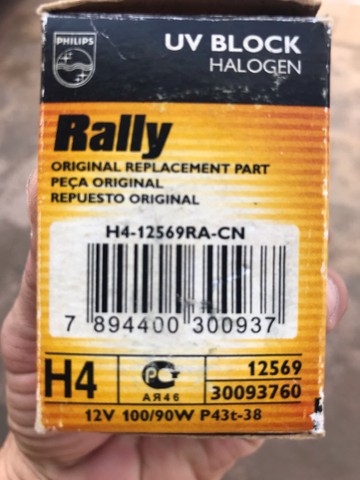 PHILIPS
UV BLOCK
HALOGEN
Rally
ORIGINAL REPLACEMENT PART
PEÇA ORIGINAL
REPUESTO ORIGINAL
H4-12569RA-CN
7 894400 300937
H4
PC
АЯ46
12569
30093760
12V 100/90W P43t-38